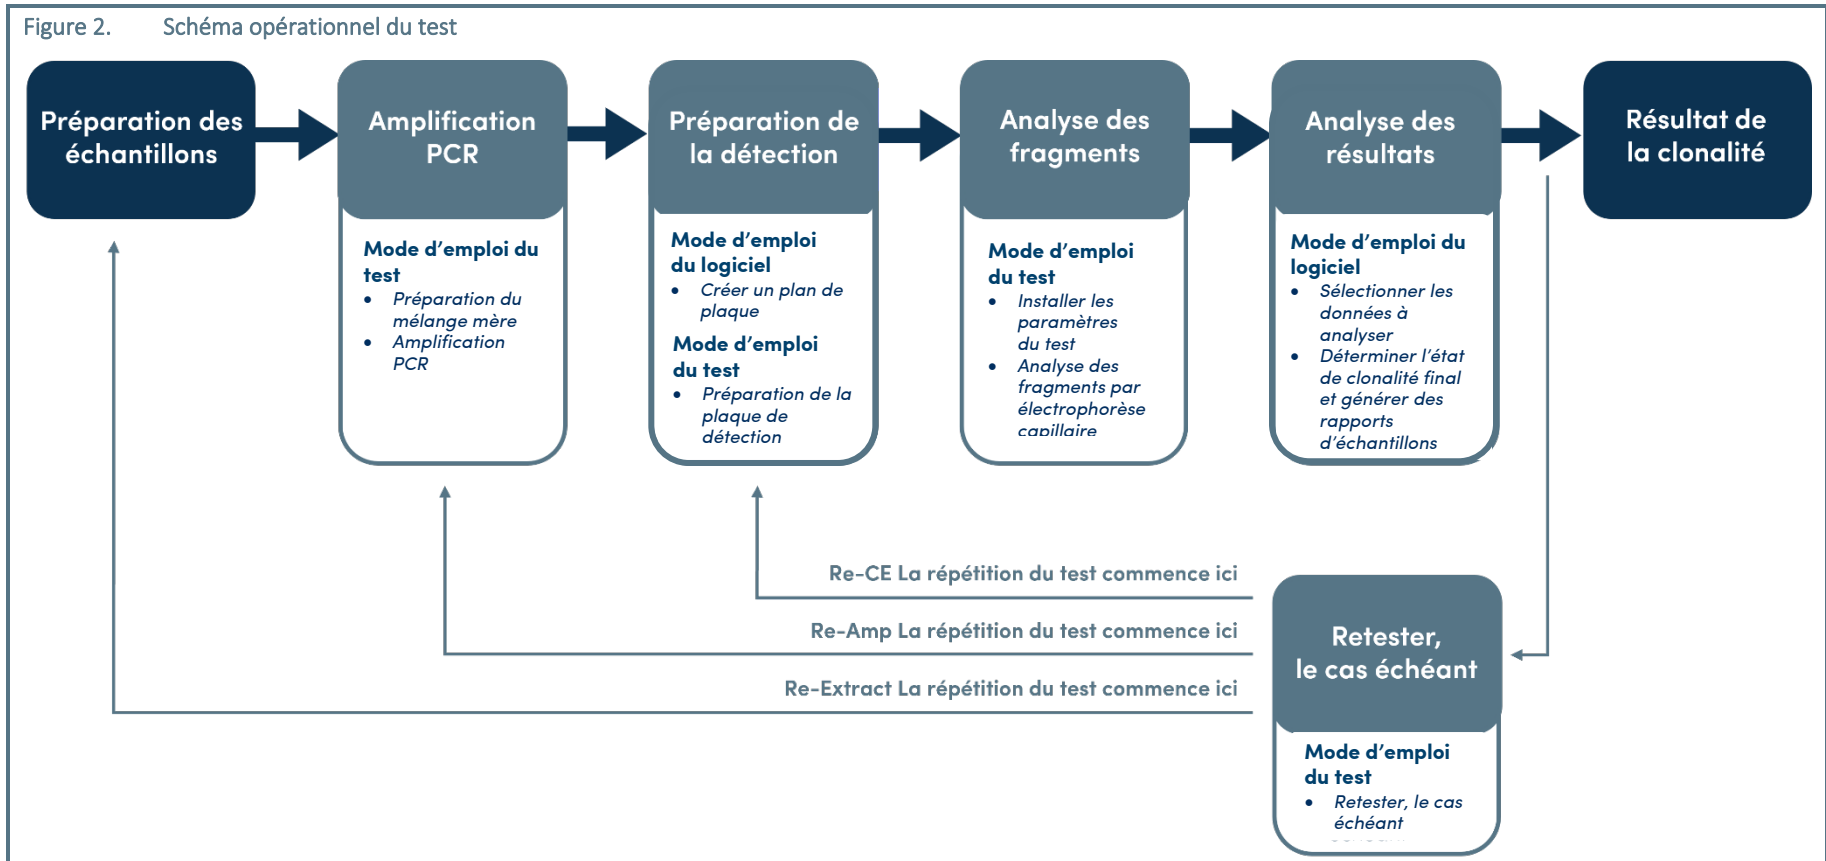 Figure 2. Schéma opérationnel du test
Préparation des
échantillons
Amplification
PCR
Mode d'emploi du
test
• Préparation du
mélange mère
• Amplification
PCR
Préparation de
la détection
Mode d'emploi
du logiciel
• Créer un plan de
plaque
Mode d'emploi
du test
• Préparation de la
plaque de
détection
Analyse des
fragments
Mode d'emploi
du test
• Installer les
paramètres
du test
• Analyse des
fragments par
électrophorèse
capillaire
Analyse des
résultats
Mode d'emploi du
logiciel
• Sélectionner les
données à
analyser
• Déterminer l'état
de clonalité final
et générer des
rapports
d'échantillons
Résultat de
la clonalité
Re-CE La répétition du test commence ici
Re-Amp La répétition du test commence ici
Re-Extract La répétition du test commence ici
Retester,
le cas échéant
Mode d'emploi
du test
• Retester, le cas
échéant